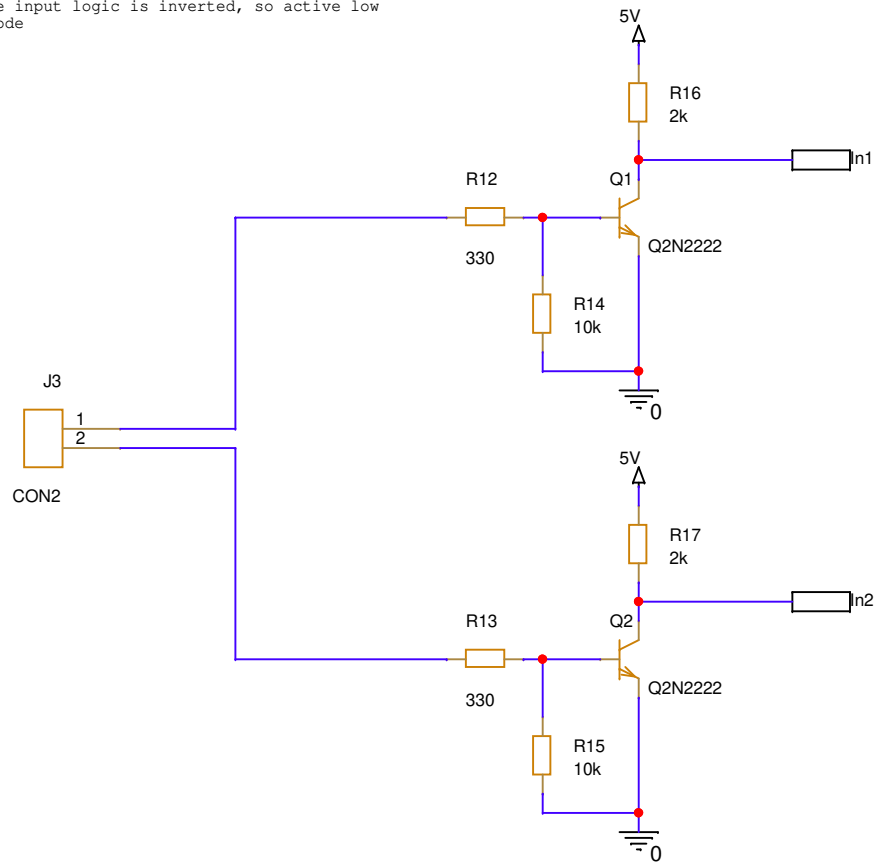 input logic is inverted, so active low
5V
R16
2k
In1
R12
Q1
330
Q2N2222
R14
10k
0
J3
1
2
CON2
5V
R17
2k
In2
R13
Q2
330
Q2N2222
R15
10k
0